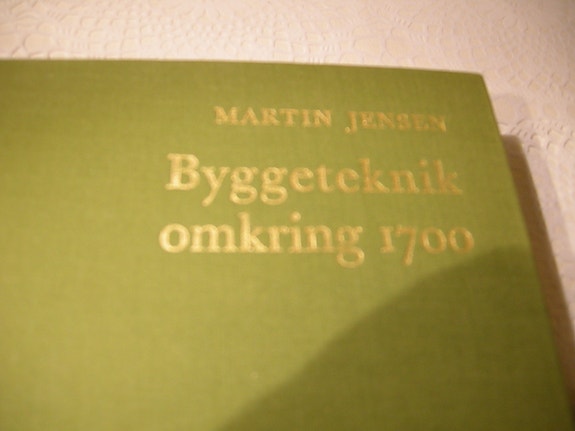 MARTIN JENSEN
Byggeteknik
omkring 1700